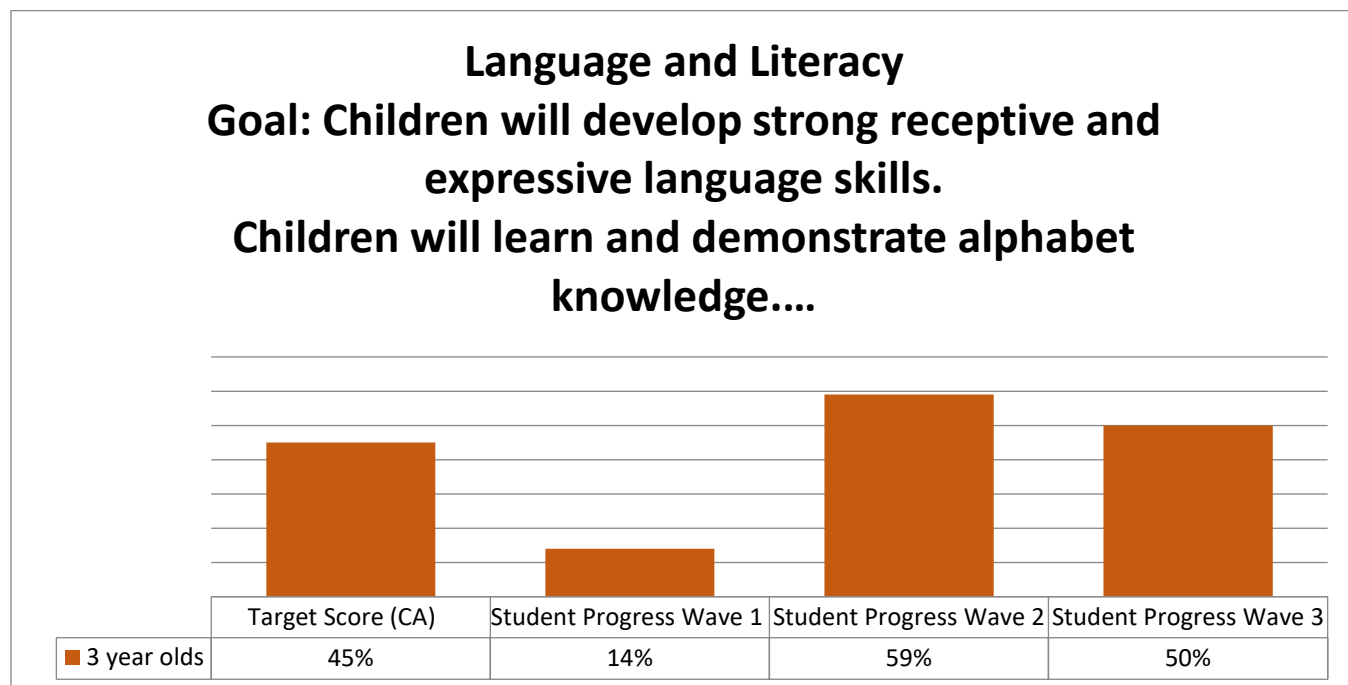 Language and Literacy
Goal: Children will develop strong receptive and
expressive language skills.
Children will learn and demonstrate alphabet
knowledge.…
Target Score (CA) Student Progress Wave 1 Student Progress Wave 2 Student Progress Wave 3
3 year olds 45% 14% 59% 50%